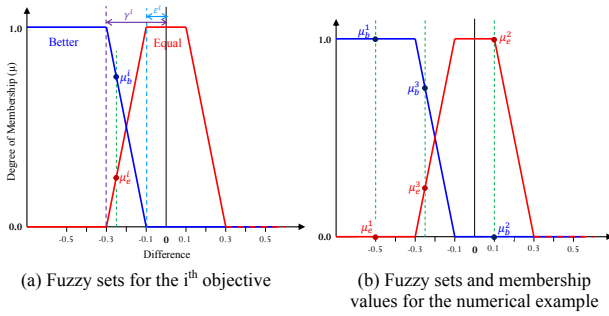 γⁱ
εⁱ
1.0
Better
Equal
μ_b^i
μ_e^i
Degree of Membership (μ)
0.0
-0.5 -0.3 -0.1 0 0.1 0.3 0.5
Difference
(a) Fuzzy sets for the iᵗʰ objective
μ_b^1
μ_e^2
1.0
μ_b^3
μ_e^3
μ_e^1
μ_b^2
0.0
-0.5 -0.3 -0.1 0 0.1 0.3 0.5
(b) Fuzzy sets and membership
values for the numerical example